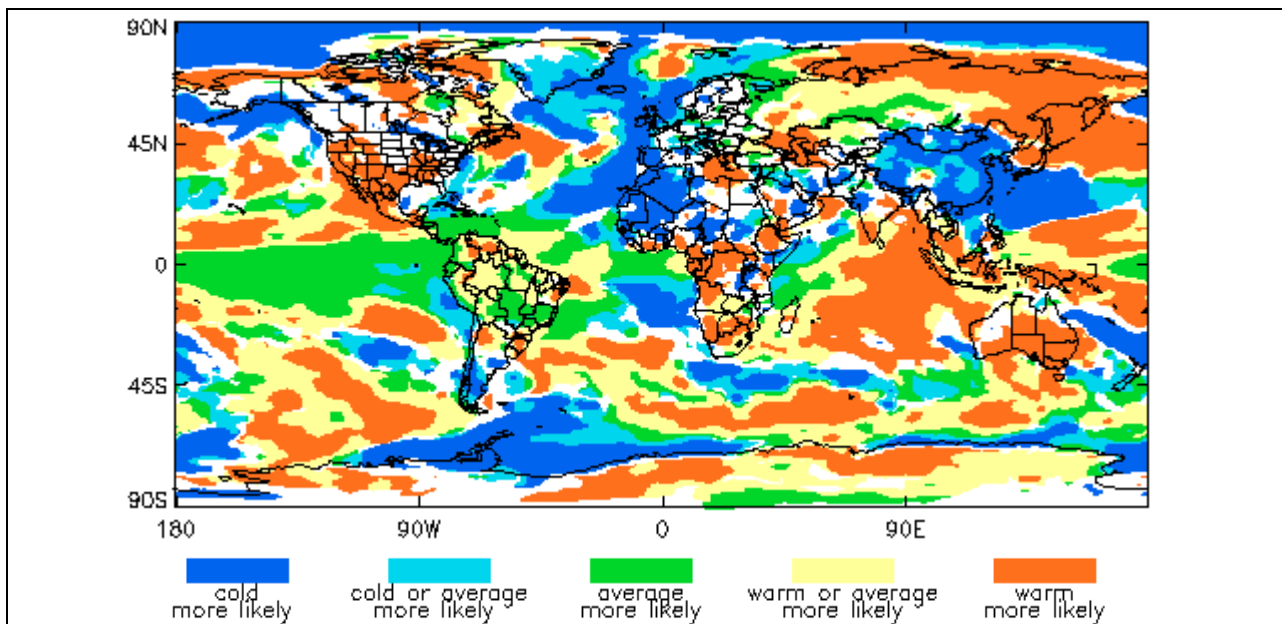 90N
45N
0
45S
90S
180 90W 0 90E
cold cold or average average warm or average warm
more likely more likely more likely more likely more likely